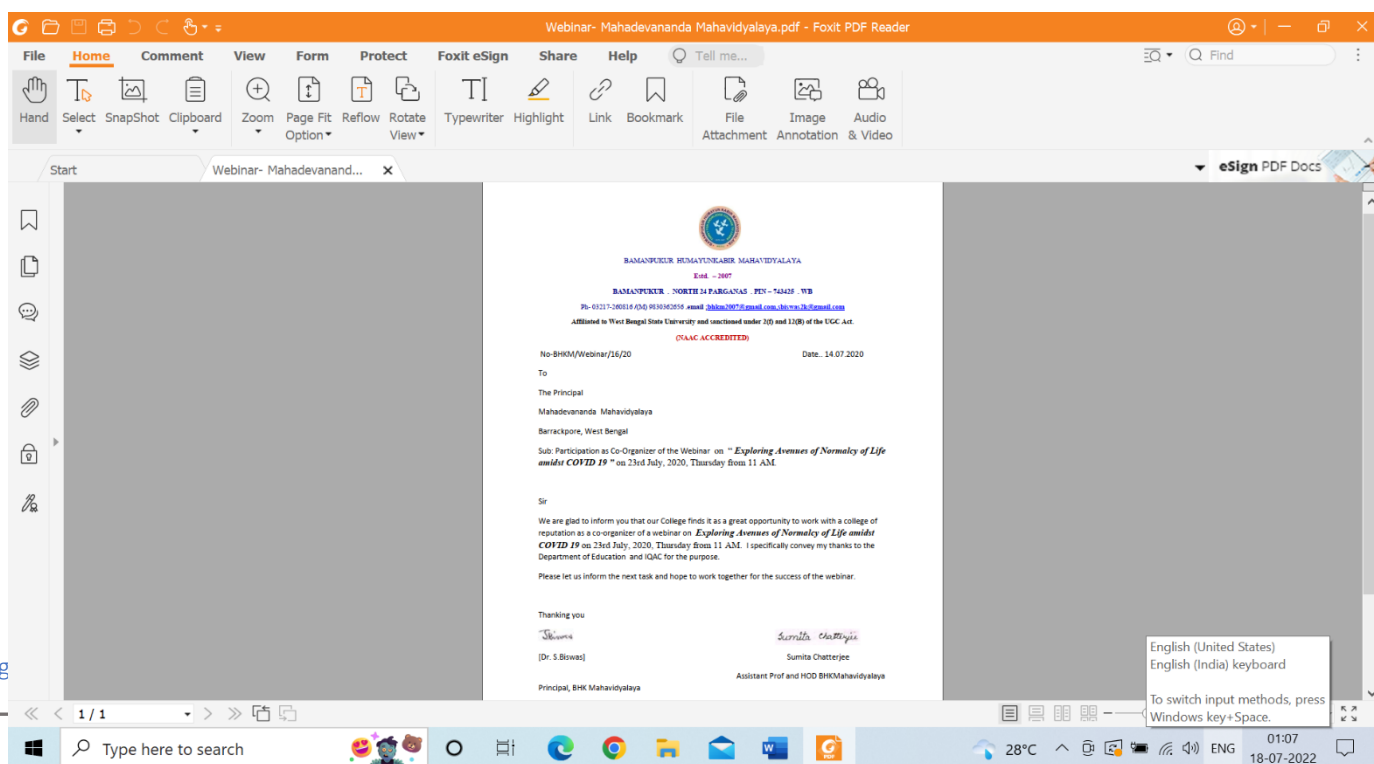 Webinar- Mahadevananda Mahavidyalaya.pdf - Foxit PDF Reader
File Home Comment View Form Protect Foxit eSign Share Help Tell me... Find
Hand Select SnapShot Clipboard Zoom Page Fit Option Reflow Rotate View Typewriter Highlight Link Bookmark File Attachment Image Annotation Audio & Video
Start Webinar- Mahadevanand... eSign PDF Docs
BAMANPUKUR HUMAYUNKABIR MAHAVIDYALAYA
Estd. – 2007
BAMANPUKUR . NORTH 24 PARGANAS . PIN – 743425 . WB
Ph- 03217-260816 /(M) 9830362656 .email :bhkm2007@gmail.com,sbiswas2k@gmail.com
Affiliated to West Bengal State University and sanctioned under 2(f) and 12(B) of the UGC Act.
(NAAC ACCREDITED)
No-BHKM/Webinar/16/20 Date.. 14.07.2020
To
The Principal
Mahadevananda Mahavidyalaya
Barrackpore, West Bengal
Sub: Participation as Co-Organizer of the Webinar on “ Exploring Avenues of Normalcy of Life
amidst COVID 19 ” on 23rd July, 2020, Thursday from 11 AM.
Sir
We are glad to inform you that our College finds it as a great opportunity to work with a college of
reputation as a co-organizer of a webinar on Exploring Avenues of Normalcy of Life amidst
COVID 19 on 23rd July, 2020, Thursday from 11 AM. I specifically convey my thanks to the
Department of Education and IQAC for the purpose.
Please let us inform the next task and hope to work together for the success of the webinar.
Thanking you
Sumita Chatterjee
[Dr. S.Biswas] Sumita Chatterjee
Assistant Prof and HOD BHKMahavidyalaya
Principal, BHK Mahavidyalaya
English (United States)
English (India) keyboard
To switch input methods, press
Windows key+Space.
1 / 1
Type here to search 28°C ENG 01:07
18-07-2022